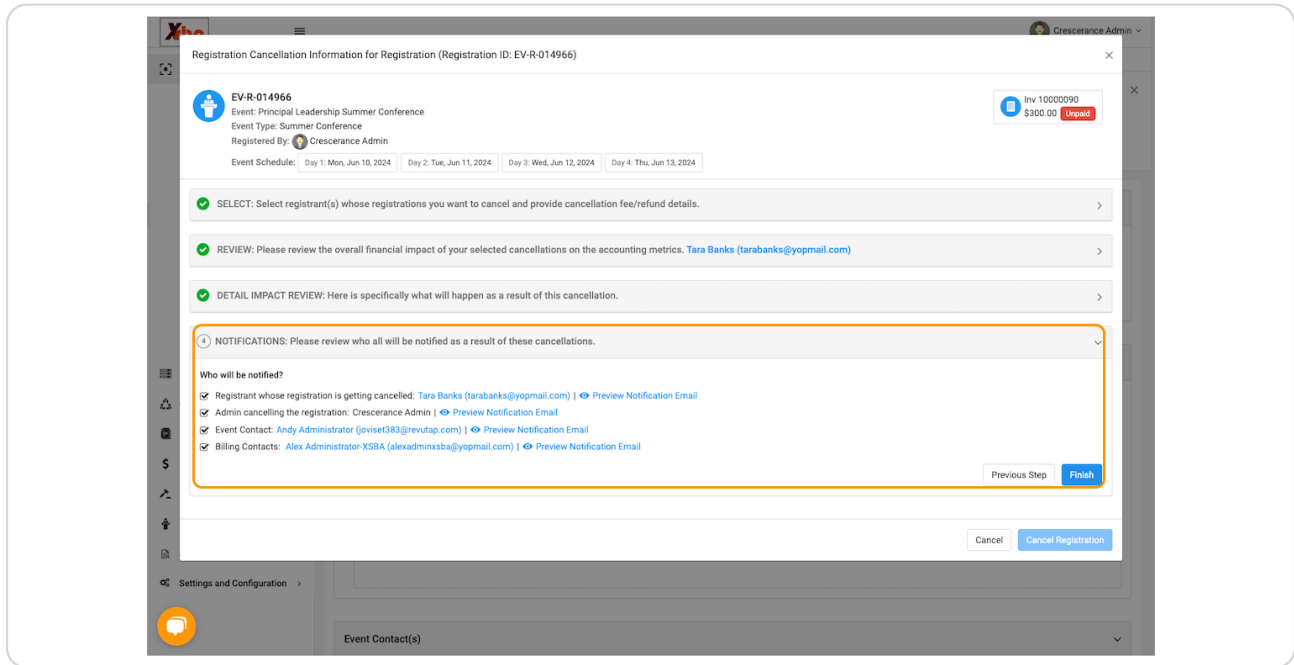 Crescerance Admin
Registration Cancellation Information for Registration (Registration ID: EV-R-014966)
EV-R-014966
Event: Principal Leadership Summer Conference
Event Type: Summer Conference
Registered By: Crescerance Admin
Event Schedule: Day 1: Mon, Jun 10, 2024 Day 2: Tue, Jun 11, 2024 Day 3: Wed, Jun 12, 2024 Day 4: Thu, Jun 13, 2024
Inv 10000090
$300.00 Unpaid
SELECT: Select registrant(s) whose registrations you want to cancel and provide cancellation fee/refund details.
REVIEW: Please review the overall financial impact of your selected cancellations on the accounting metrics. Tara Banks (tarabanks@yopmail.com)
DETAIL IMPACT REVIEW: Here is specifically what will happen as a result of this cancellation.
4 NOTIFICATIONS: Please review who all will be notified as a result of these cancellations.
Who will be notified?
Registrant whose registration is getting cancelled: Tara Banks (tarabanks@yopmail.com) | Preview Notification Email
Admin cancelling the registration: Crescerance Admin | Preview Notification Email
Event Contact: Andy Administrator (joviset383@revutap.com) | Preview Notification Email
Billing Contacts: Alex Administrator-XSBA (alexadminxsba@yopmail.com) | Preview Notification Email
Previous Step Finish
Cancel Cancel Registration
Settings and Configuration
Event Contact(s)